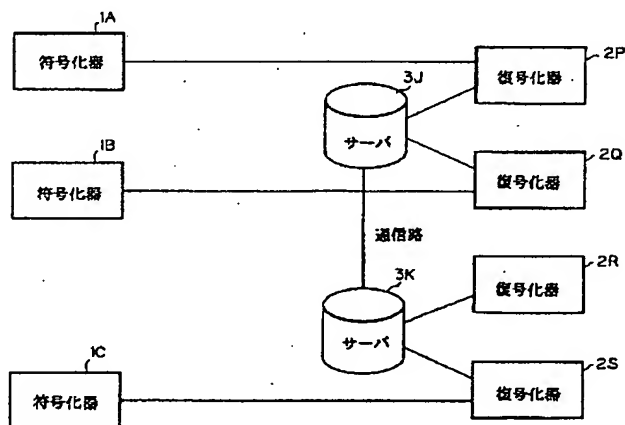 1A
符号化器
2P
復号化器
3J
サーバ
1B
符号化器
2Q
復号化器
通信路
2R
復号化器
3K
サーバ
1C
符号化器
2S
復号化器